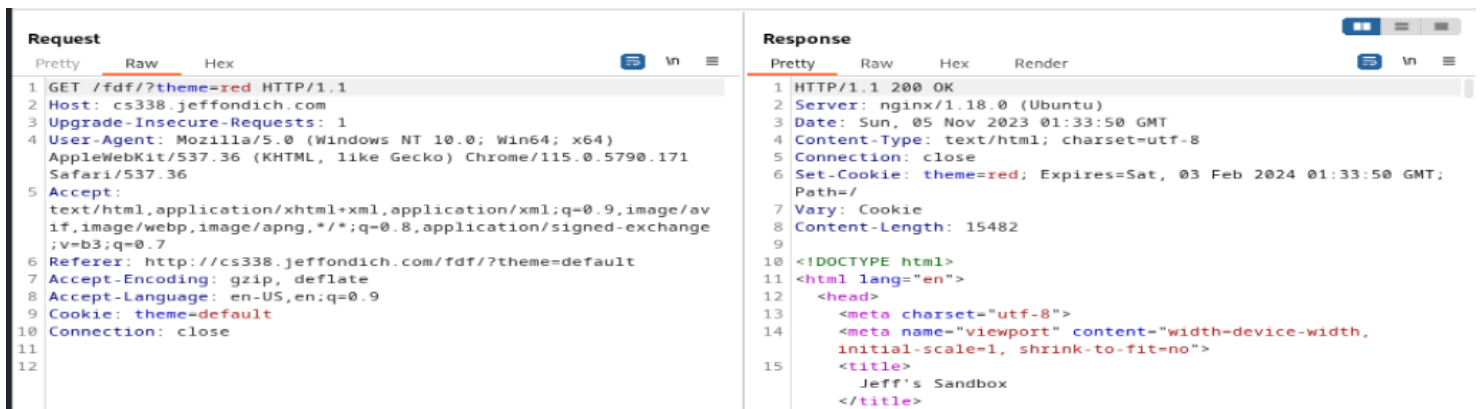 Request
Pretty Raw Hex \n
1 GET /fdf/?theme=red HTTP/1.1
2 Host: cs338.jeffondich.com
3 Upgrade-Insecure-Requests: 1
4 User-Agent: Mozilla/5.0 (Windows NT 10.0; Win64; x64)
AppleWebKit/537.36 (KHTML, like Gecko) Chrome/115.0.5790.171
Safari/537.36
5 Accept:
text/html,application/xhtml+xml,application/xml;q=0.9,image/av
if,image/webp,image/apng,*/*;q=0.8,application/signed-exchange
;v=b3;q=0.7
6 Referer: http://cs338.jeffondich.com/fdf/?theme=default
7 Accept-Encoding: gzip, deflate
8 Accept-Language: en-US,en;q=0.9
9 Cookie: theme=default
10 Connection: close
11
12
Response
Pretty Raw Hex Render \n
1 HTTP/1.1 200 OK
2 Server: nginx/1.18.0 (Ubuntu)
3 Date: Sun, 05 Nov 2023 01:33:50 GMT
4 Content-Type: text/html; charset=utf-8
5 Connection: close
6 Set-Cookie: theme=red; Expires=Sat, 03 Feb 2024 01:33:50 GMT;
Path=/
7 Vary: Cookie
8 Content-Length: 15482
9
10 <!DOCTYPE html>
11 <html lang="en">
12 <head>
13 <meta charset="utf-8">
14 <meta name="viewport" content="width=device-width,
initial-scale=1, shrink-to-fit=no">
15 <title>
Jeff's Sandbox
</title>